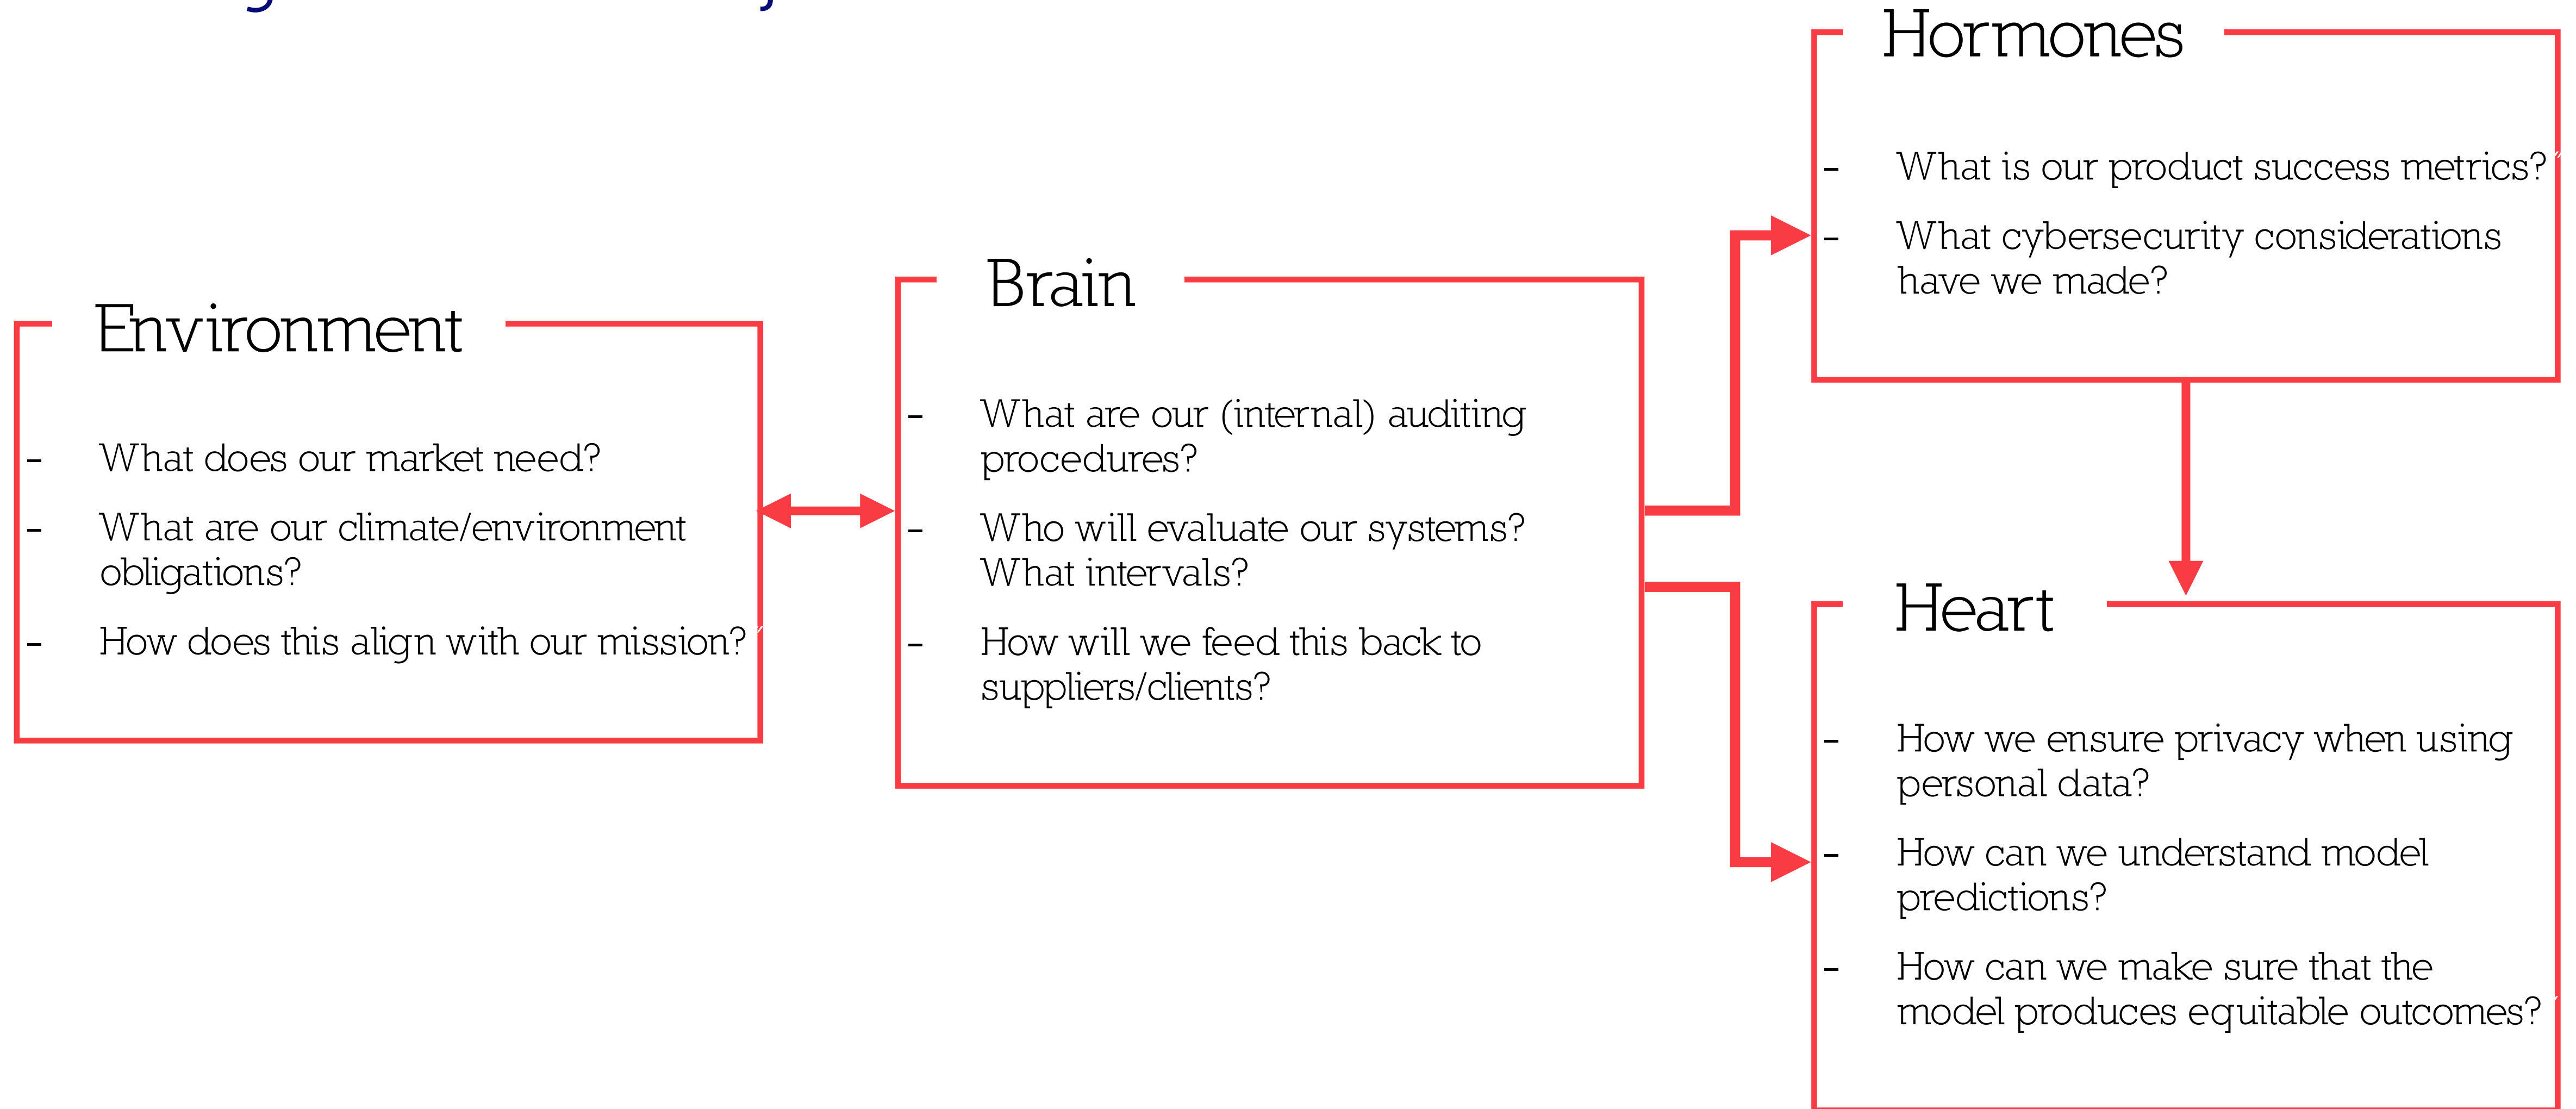 Environment
- What does our market need?
- What are our climate/environment
obligations?
- How does this align with our mission?
Brain
- What are our (internal) auditing
procedures?
- Who will evaluate our systems?
What intervals?
- How will we feed this back to
suppliers/clients?
Hormones
- What is our product success metrics?
- What cybersecurity considerations
have we made?
Heart
- How we ensure privacy when using
personal data?
- How can we understand model
predictions?
- How can we make sure that the
model produces equitable outcomes?